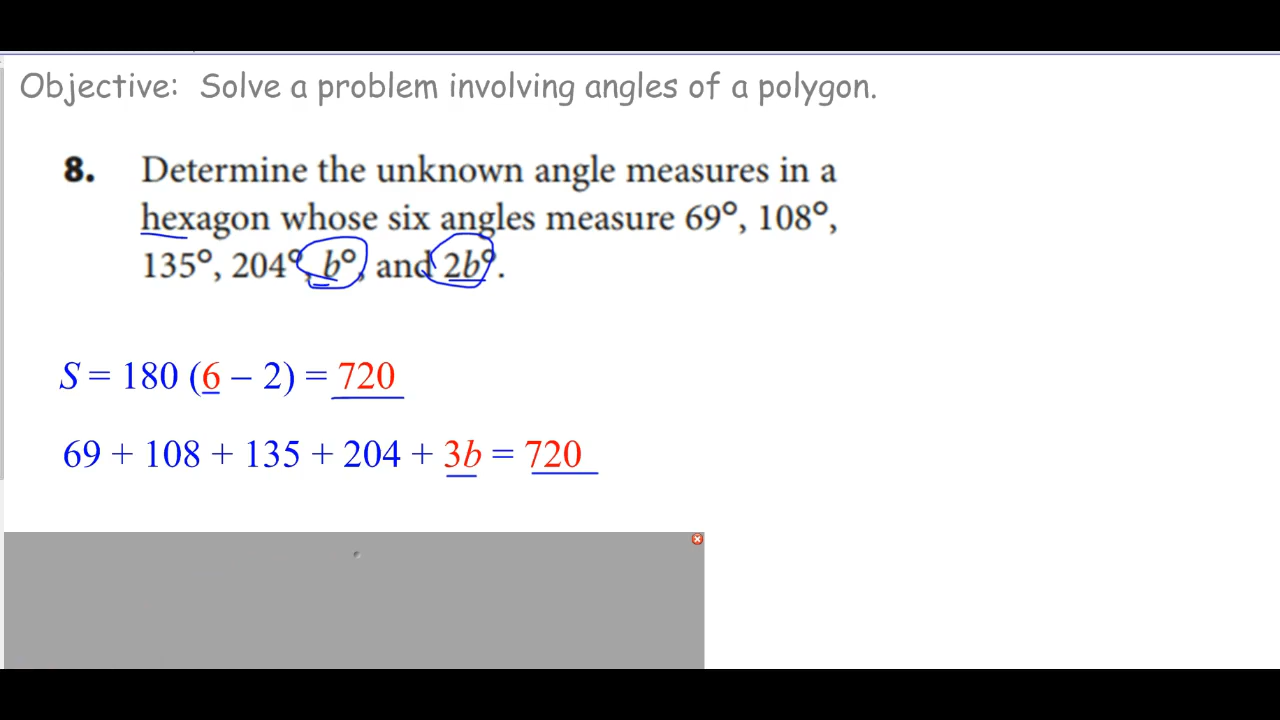 Objective: Solve a problem involving angles of a polygon.
8. Determine the unknown angle measures in a
hexagon whose six angles measure 69°, 108°,
135°, 204°, b°, and 2b°.
S = 180 (6 – 2) = 720
69 + 108 + 135 + 204 + 3b = 720